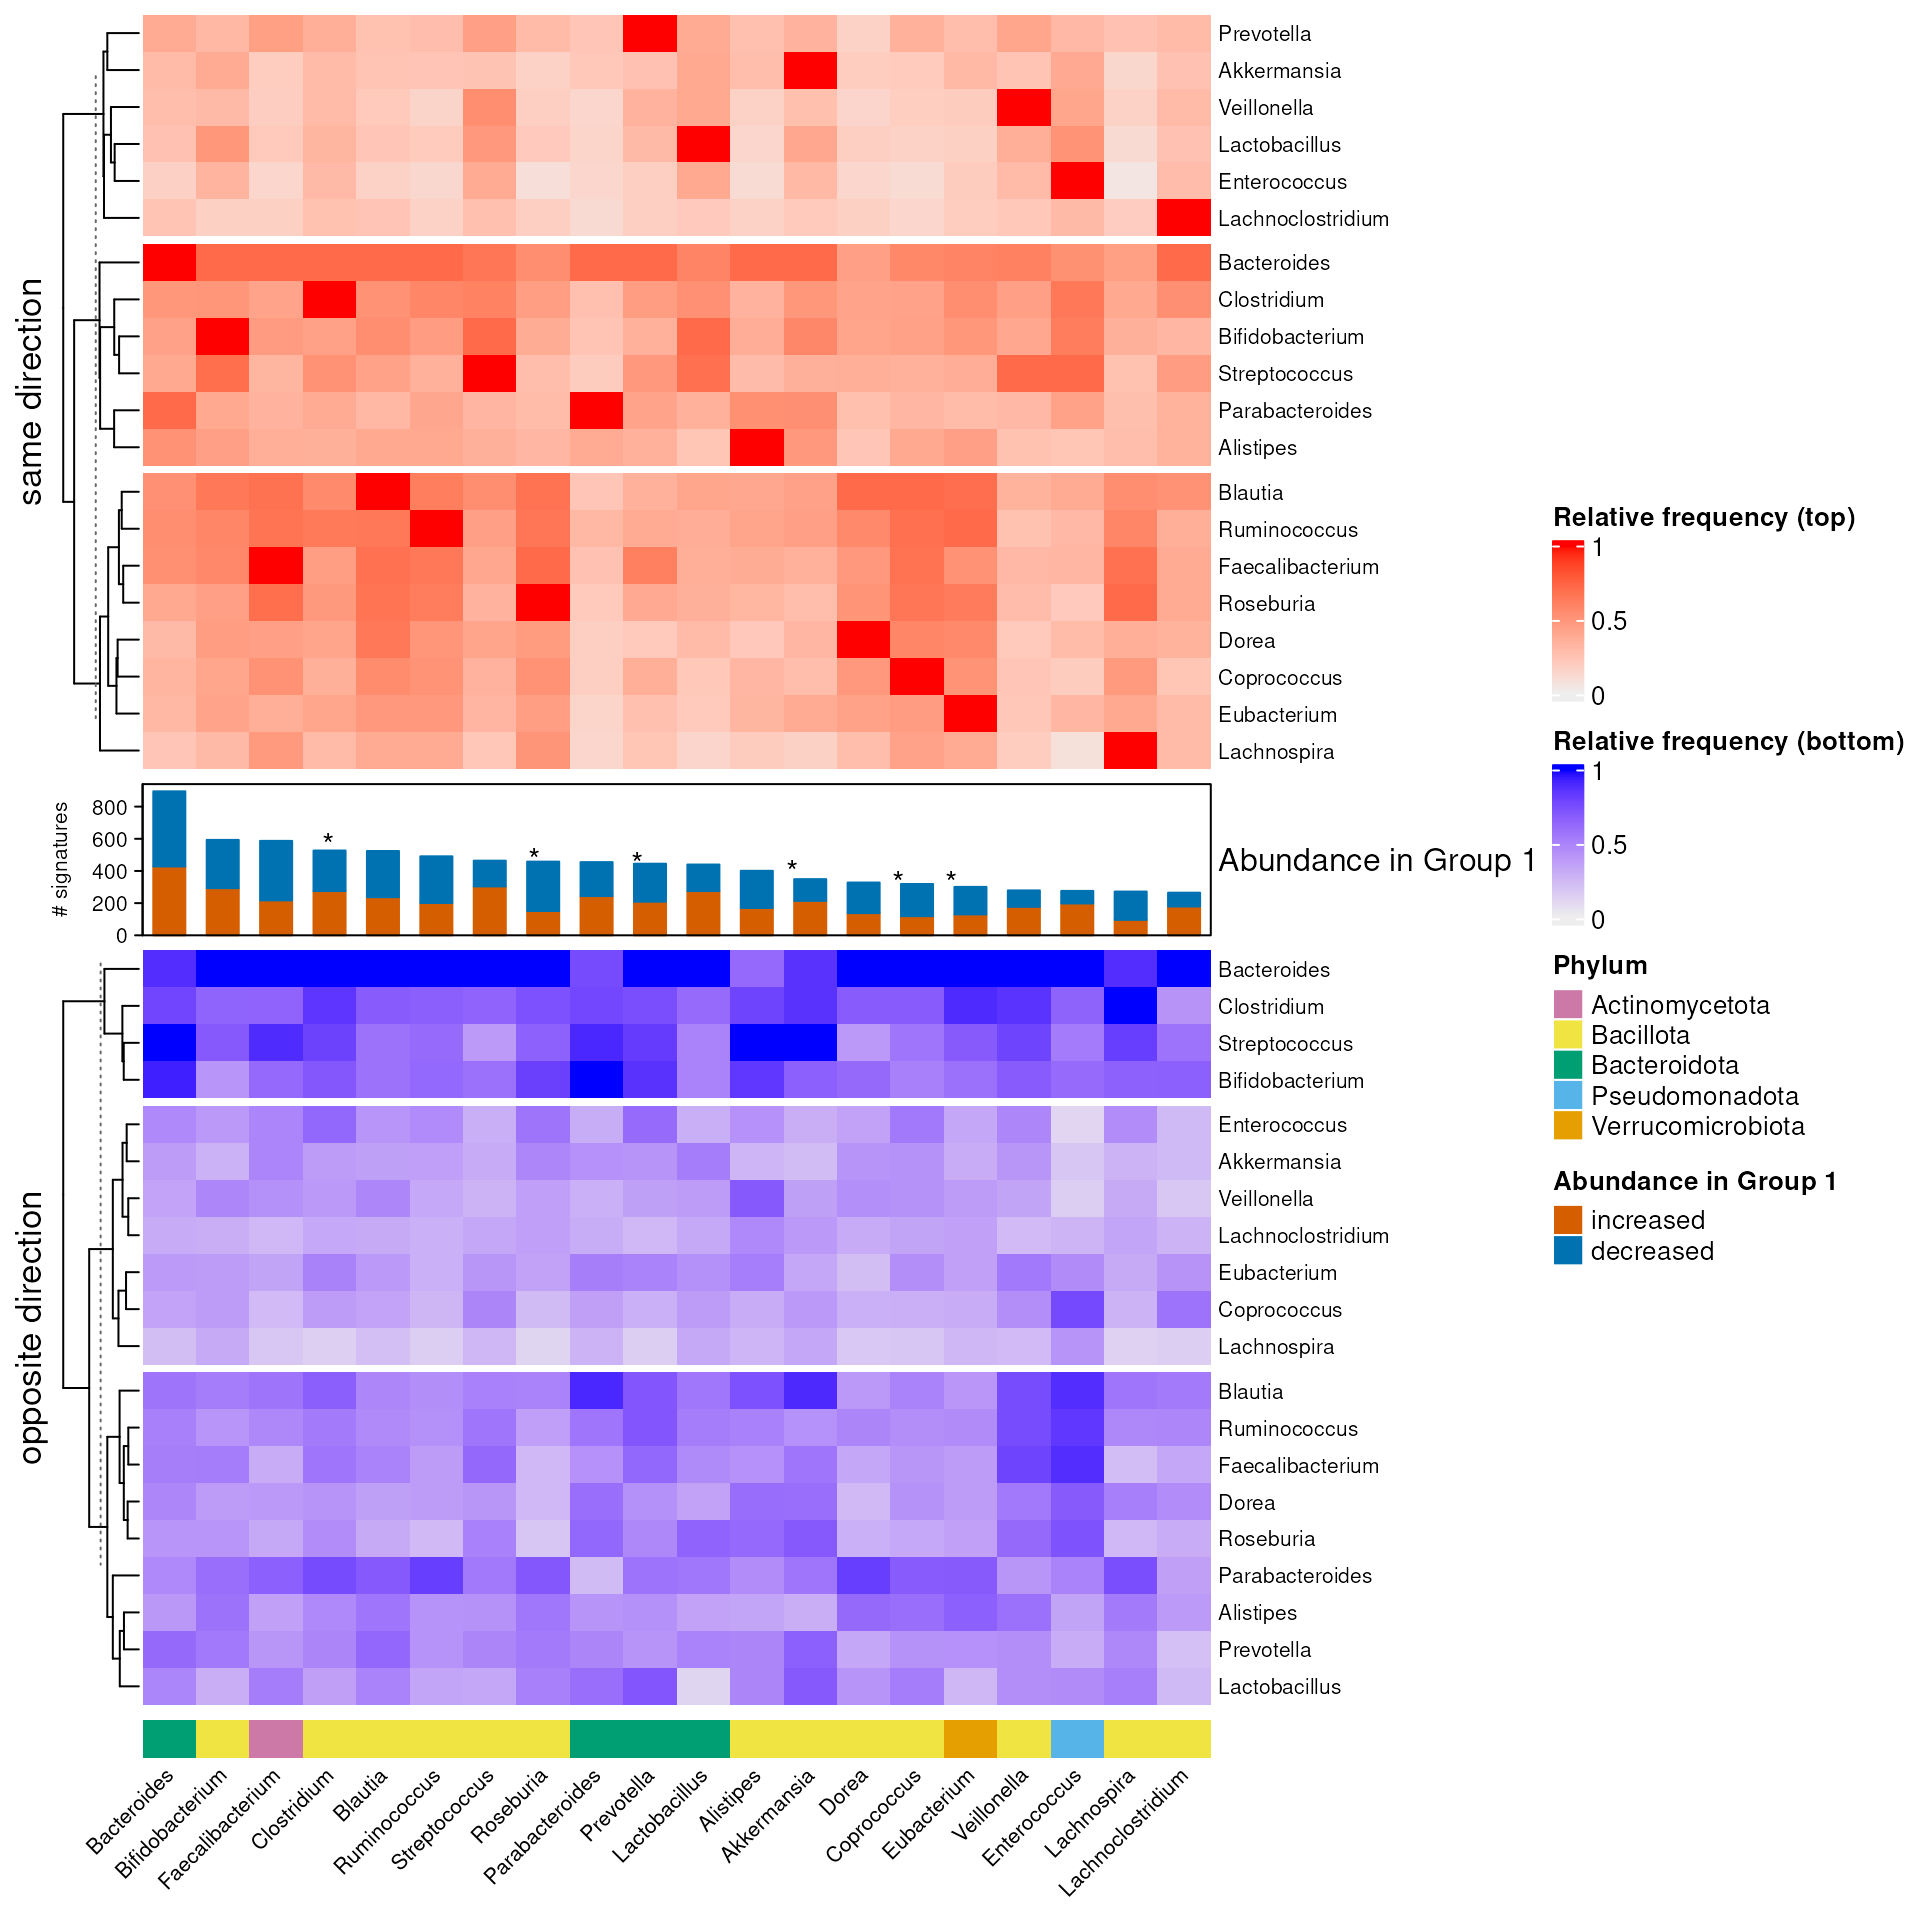 same direction
Prevotella
Akkermansia
Veillonella
Lactobacillus
Enterococcus
Lachnoclostridium
Bacteroides
Clostridium
Bifidobacterium
Streptococcus
Parabacteroides
Alistipes
Blautia
Ruminococcus
Faecalibacterium
Roseburia
Dorea
Coprococcus
Eubacterium
Lachnospira
# signatures
800
600
400
200
0
* * * * * *
Abundance in Group 1
opposite direction
Bacteroides
Clostridium
Streptococcus
Bifidobacterium
Enterococcus
Akkermansia
Veillonella
Lachnoclostridium
Eubacterium
Coprococcus
Lachnospira
Blautia
Ruminococcus
Faecalibacterium
Dorea
Roseburia
Parabacteroides
Alistipes
Prevotella
Lactobacillus
Bacteroides
Bifidobacterium
Faecalibacterium
Clostridium
Blautia
Ruminococcus
Streptococcus
Roseburia
Parabacteroides
Prevotella
Lactobacillus
Alistipes
Akkermansia
Dorea
Coprococcus
Eubacterium
Veillonella
Enterococcus
Lachnospira
Lachnoclostridium
Relative frequency (top)
1
0.5
0
Relative frequency (bottom)
1
0.5
0
Phylum
Actinomycetota
Bacillota
Bacteroidota
Pseudomonadota
Verrucomicrobiota
Abundance in Group 1
increased
decreased